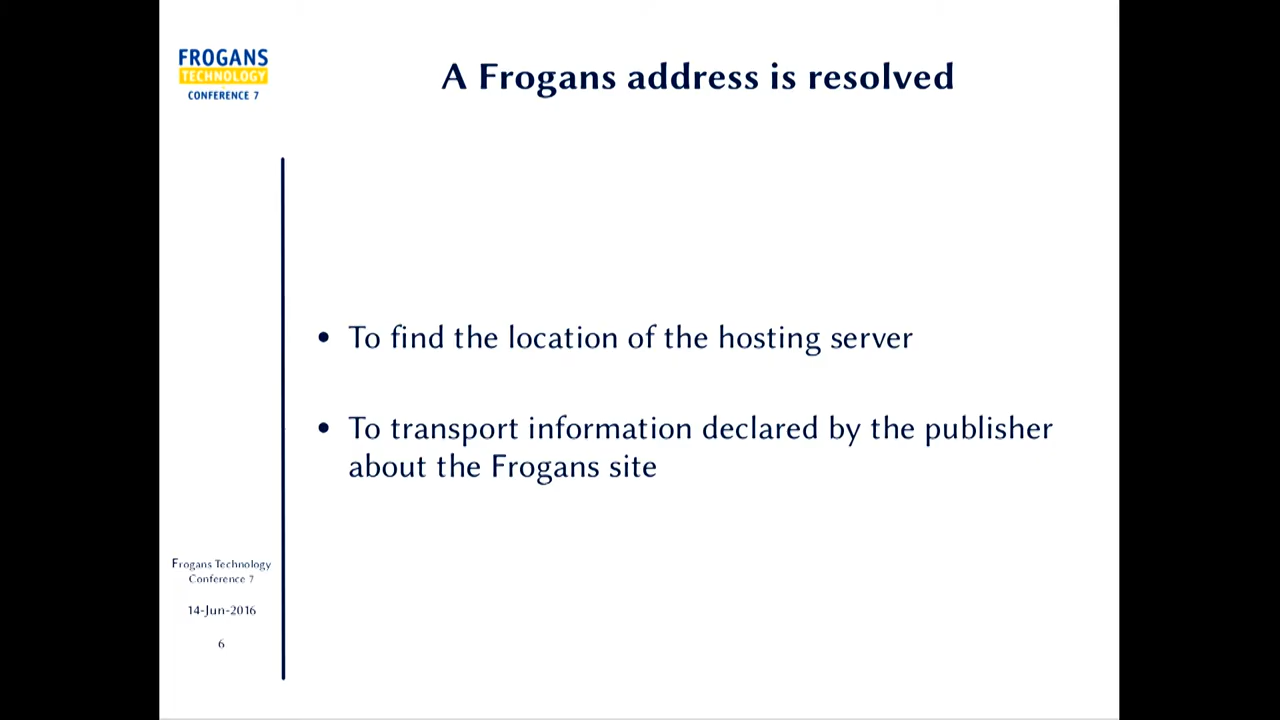 FROGANS
TECHNOLOGY
CONFERENCE 7
A Frogans address is resolved
• To find the location of the hosting server
• To transport information declared by the publisher
about the Frogans site
Frogans Technology
Conference 7
14-Jun-2016
6